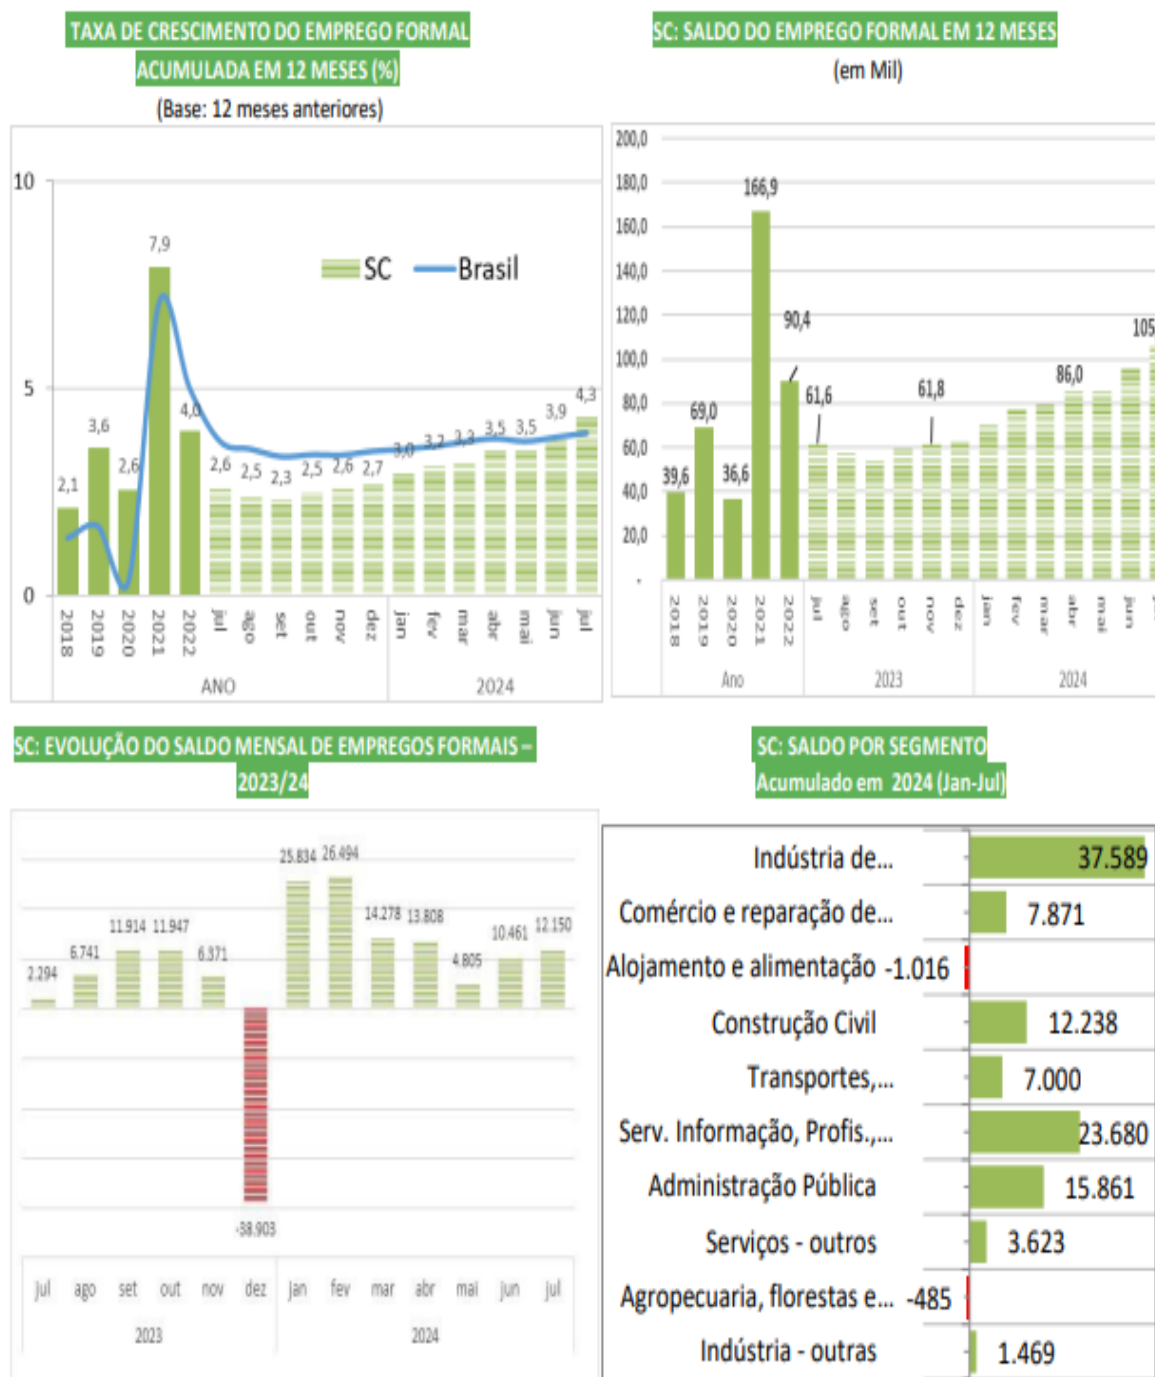 TAXA DE CRESCIMENTO DO EMPREGO FORMAL
ACUMULADA EM 12 MESES (%)
(Base: 12 meses anteriores)
10
5
0
SC
Brasil
2,1
3,6
2,6
7,9
4,0
2,6
2,5
2,3
2,5
2,6
2,7
3,0
3,2
3,3
3,5
3,5
3,9
4,3
2018
2019
2020
2021
2022
jul
ago
set
out
nov
dez
jan
fev
mar
abr
mai
jun
jul
ANO
2024
SC: SALDO DO EMPREGO FORMAL EM 12 MESES
(em Mil)
200,0
180,0
160,0
140,0
120,0
100,0
80,0
60,0
40,0
20,0
-
39,6
69,0
36,6
166,9
90,4
61,6
61,8
86,0
105
2018
2019
2020
2021
2022
jul
ago
set
out
nov
dez
jan
fev
mar
abr
mai
jun
Ano
2023
2024
SC: EVOLUÇÃO DO SALDO MENSAL DE EMPREGOS FORMAIS –
2023/24
2.294
6.741
11.914
11.947
6.371
-38.903
25.834
26.494
14.278
13.808
4.805
10.461
12.150
jul
ago
set
out
nov
dez
jan
fev
mar
abr
mai
jun
jul
2023
2024
SC: SALDO POR SEGMENTO
Acumulado em 2024 (Jan-Jul)
Indústria de... 37.589
Comércio e reparação de... 7.871
Alojamento e alimentação -1.016
Construção Civil 12.238
Transportes,... 7.000
Serv. Informação, Profis.,... 23.680
Administração Pública 15.861
Serviços - outros 3.623
Agropecuaria, florestas e... -485
Indústria - outras 1.469